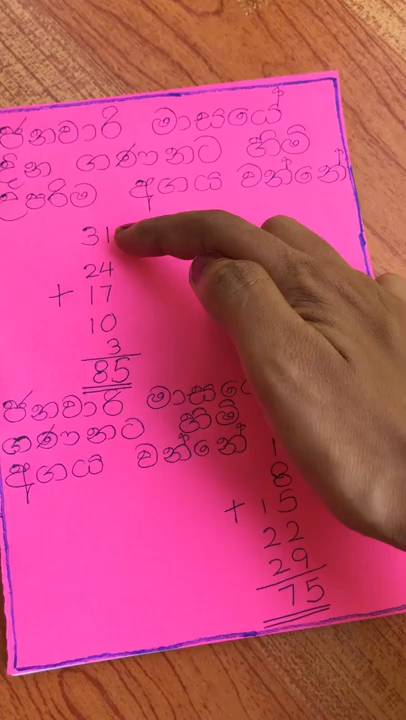 ජනවාරි මාසයේ
දින ගණනට හිමි
උපරිම අගය වන්නේ
31
24
+ 17
10
3
85
ජනවාරි
ගණනට හිමි
අගය වන්නේ
1
8
+ 15
22
29
75